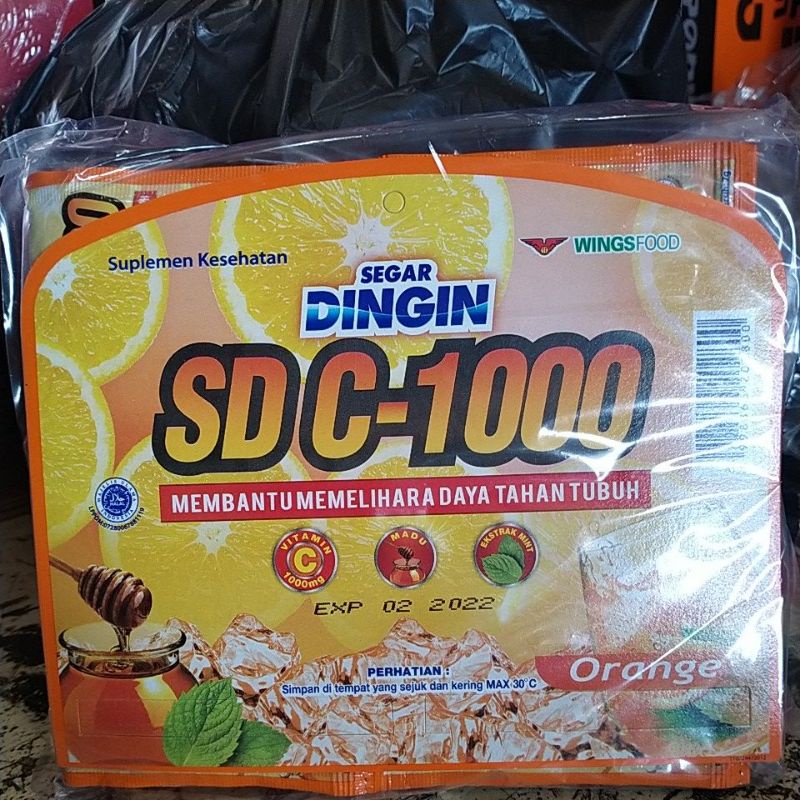 Suplemen Kesehatan
WINGSFOOD
SEGAR
DINGIN
SD C-1000
MEMBANTU MEMELIHARA DAYA TAHAN TUBUH
HALAL
VITAMIN
C
1000mg
MADU
EKSTRAK MINT
EXP 02 2022
PERHATIAN :
Simpan di tempat yang sejuk dan kering MAX 30°C
Orange